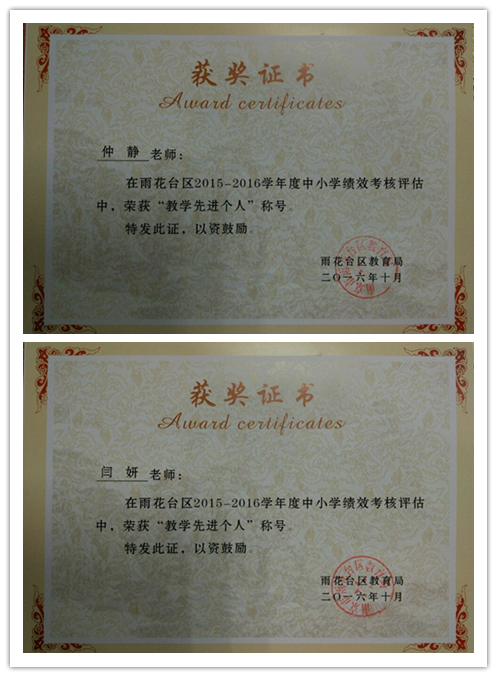 获奖证书
Award certificates
仲 静 老师：
在雨花台区2015-2016学年度中小学绩效考核评估
中，荣获“教学先进个人”称号。
特发此证，以资鼓励。
雨花台区教育局
二〇一六年十月
获奖证书
Award certificates
闫 妍 老师：
在雨花台区2015-2016学年度中小学绩效考核评估
中，荣获“教学先进个人”称号。
特发此证，以资鼓励。
雨花台区教育局
二〇一六年十月